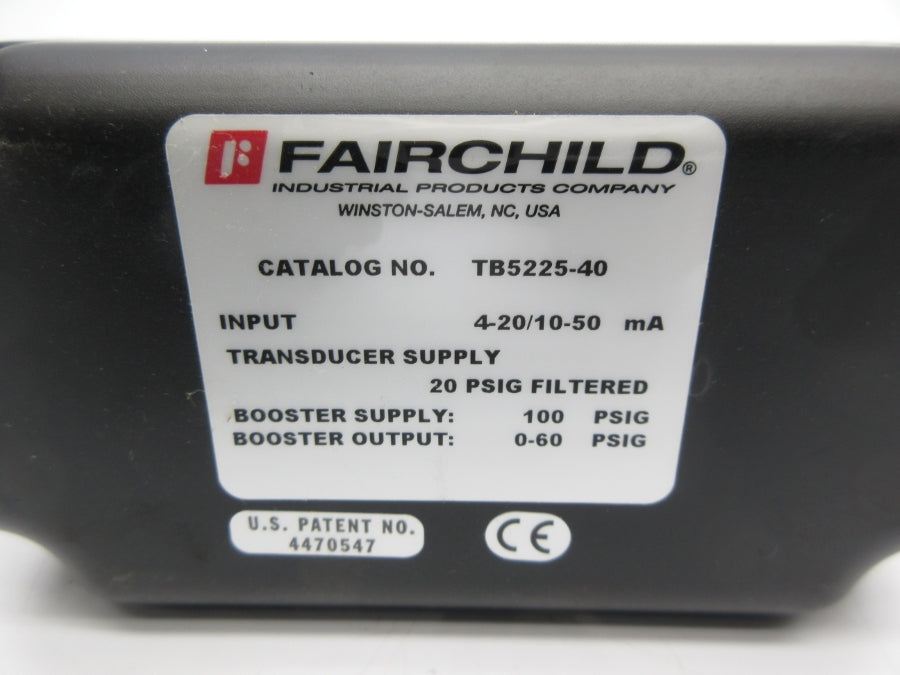 FAIRCHILD®
INDUSTRIAL PRODUCTS COMPANY
WINSTON-SALEM, NC, USA
CATALOG NO. TB5225-40
INPUT 4-20/10-50 mA
TRANSDUCER SUPPLY
20 PSIG FILTERED
BOOSTER SUPPLY: 100 PSIG
BOOSTER OUTPUT: 0-60 PSIG
U.S. PATENT NO.
4470547
CE